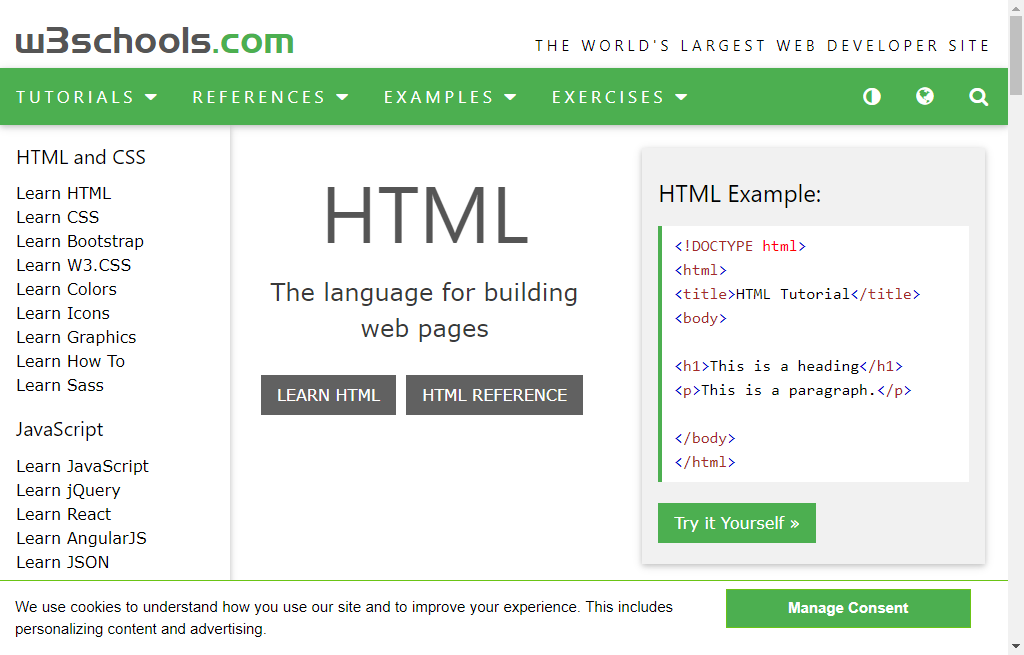 w3schools.com
THE WORLD'S LARGEST WEB DEVELOPER SITE
TUTORIALS REFERENCES EXAMPLES EXERCISES
HTML and CSS
Learn HTML
Learn CSS
Learn Bootstrap
Learn W3.CSS
Learn Colors
Learn Icons
Learn Graphics
Learn How To
Learn Sass
JavaScript
Learn JavaScript
Learn jQuery
Learn React
Learn AngularJS
Learn JSON
HTML
The language for building
web pages
LEARN HTML HTML REFERENCE
HTML Example:
<!DOCTYPE html>
<html>
<title>HTML Tutorial</title>
<body>
<h1>This is a heading</h1>
<p>This is a paragraph.</p>
</body>
</html>
Try it Yourself »
We use cookies to understand how you use our site and to improve your experience. This includes
personalizing content and advertising.
Manage Consent